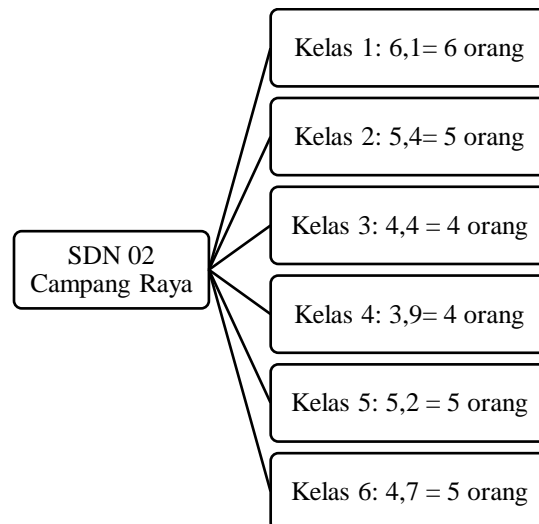 Kelas 1: 6,1= 6 orang
Kelas 2: 5,4= 5 orang
Kelas 3: 4,4 = 4 orang
SDN 02
Campang Raya
Kelas 4: 3,9= 4 orang
Kelas 5: 5,2 = 5 orang
Kelas 6: 4,7 = 5 orang